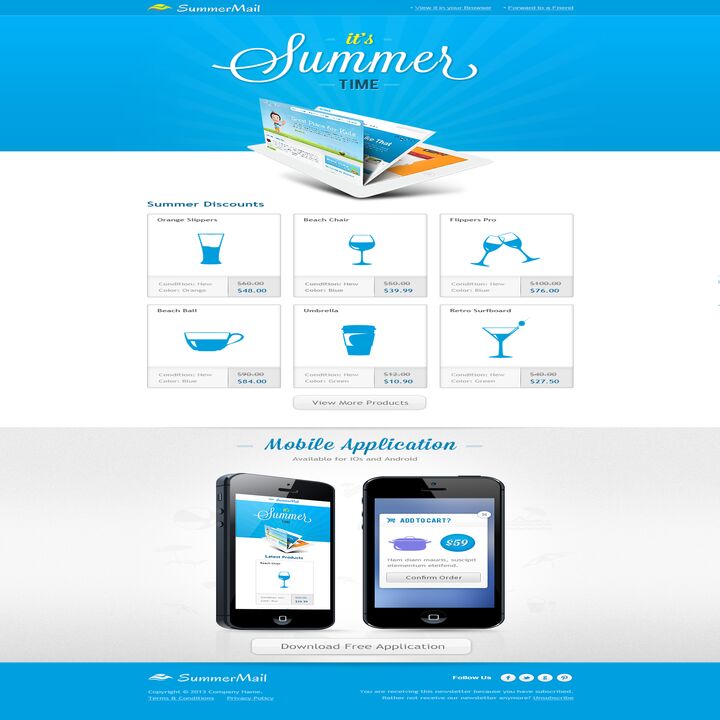 SummerMail
• View it in your Browser • Forward to a Friend
it's
Summer
TIME
Great Place for Kids
Like That
Summer Discounts
Orange Slippers
Condition: New $60.00
Color: Orange $48.00
Beach Chair
Condition: New $50.00
Color: Blue $39.99
Flippers Pro
Condition: New $100.00
Color: Blue $76.00
Beach Ball
Condition: New $90.00
Color: Blue $84.00
Umbrella
Condition: New $12.00
Color: Green $10.90
Retro Surfboard
Condition: New $40.00
Color: Green $27.50
View More Products
Mobile Application
Available for IOs and Android
SummerMail
it's
Summer
TIME
Latest Products
Beach Chair
$39.99
ADD TO CART?
$59
Nam diam mauris, suscipit
elementum eleifend.
Confirm Order
Download Free Application
SummerMail
Follow Us
Copyright © 2013 Company Name.
Terms & Conditions Privacy Policy
You are receiving this newsletter because you have subscribed.
Rather not receive our newsletter anymore? Unsubscribe